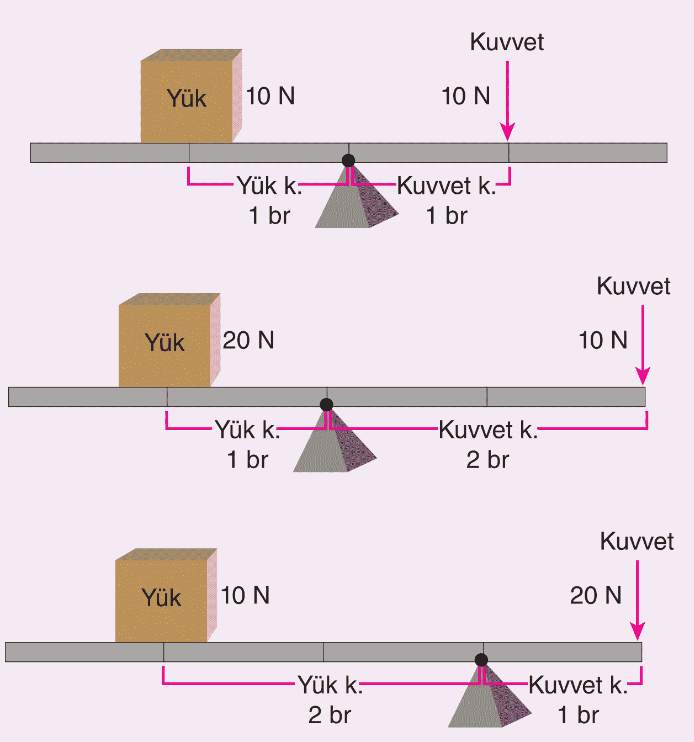 Kuvvet
Yük 10 N 10 N
Yük k. Kuvvet k.
1 br 1 br
Kuvvet
Yük 20 N 10 N
Yük k. Kuvvet k.
1 br 2 br
Kuvvet
Yük 10 N 20 N
Yük k. Kuvvet k.
2 br 1 br